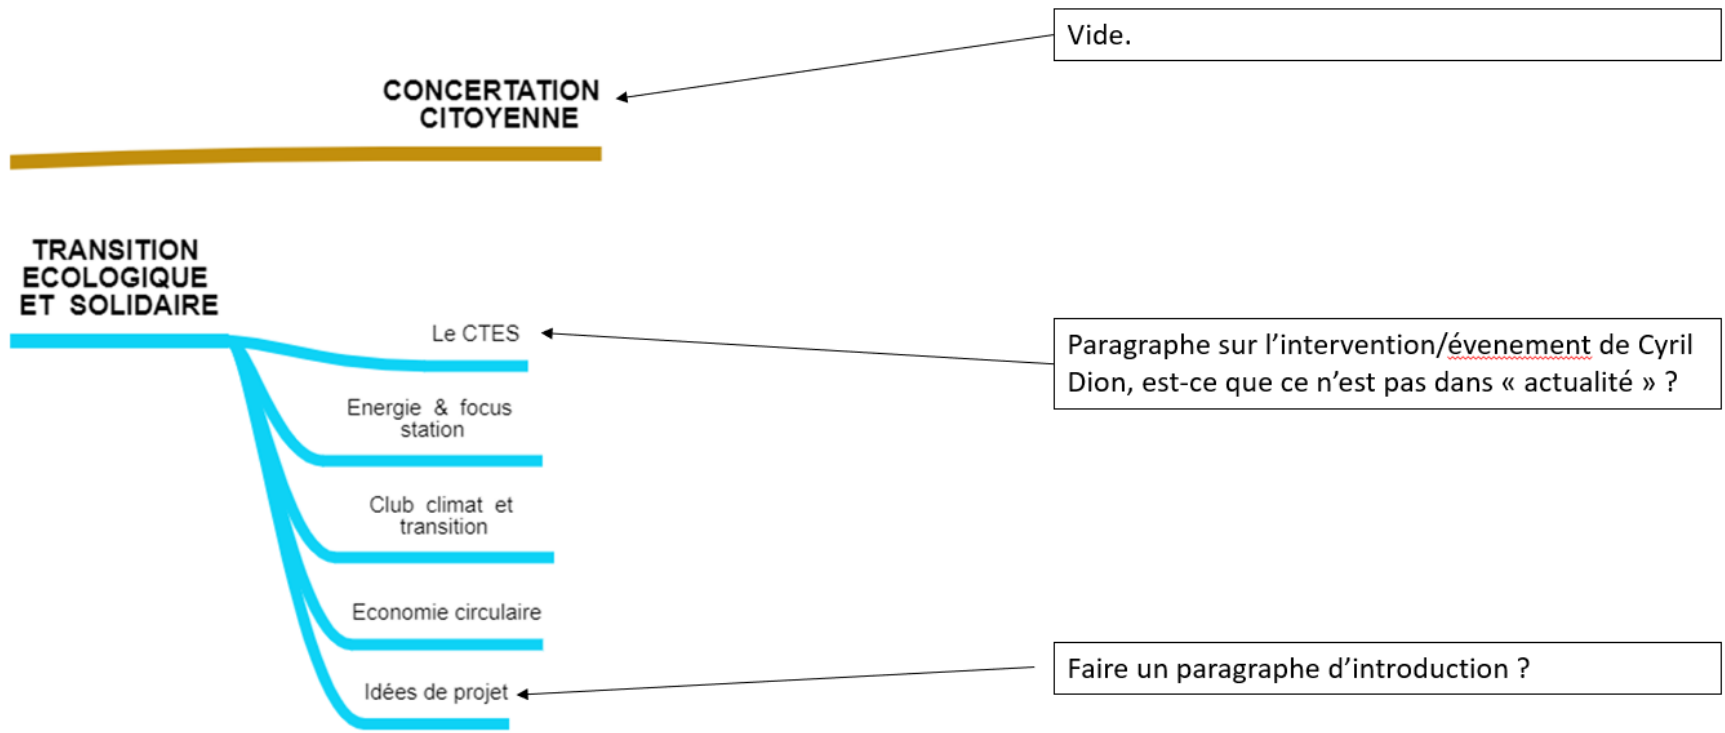 Vide.
CONCERTATION
CITOYENNE
TRANSITION
ECOLOGIQUE
ET SOLIDAIRE
Le CTES
Paragraphe sur l’intervention/évenement de Cyril
Dion, est-ce que ce n’est pas dans « actualité » ?
Energie & focus
station
Club climat et
transition
Economie circulaire
Idées de projet
Faire un paragraphe d’introduction ?